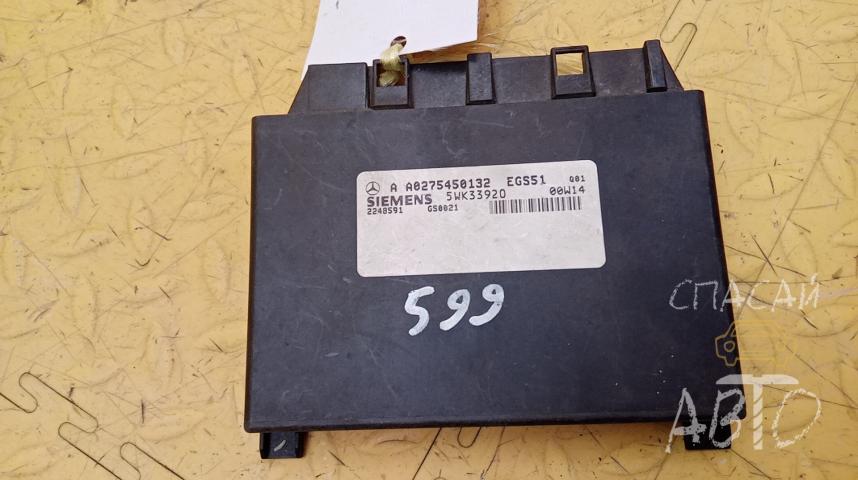 A A0275450132 EGS51 Q01
SIEMENS 5WK33920 00W14
2248591 GS0021
599
СПАСАЙ
АВТО